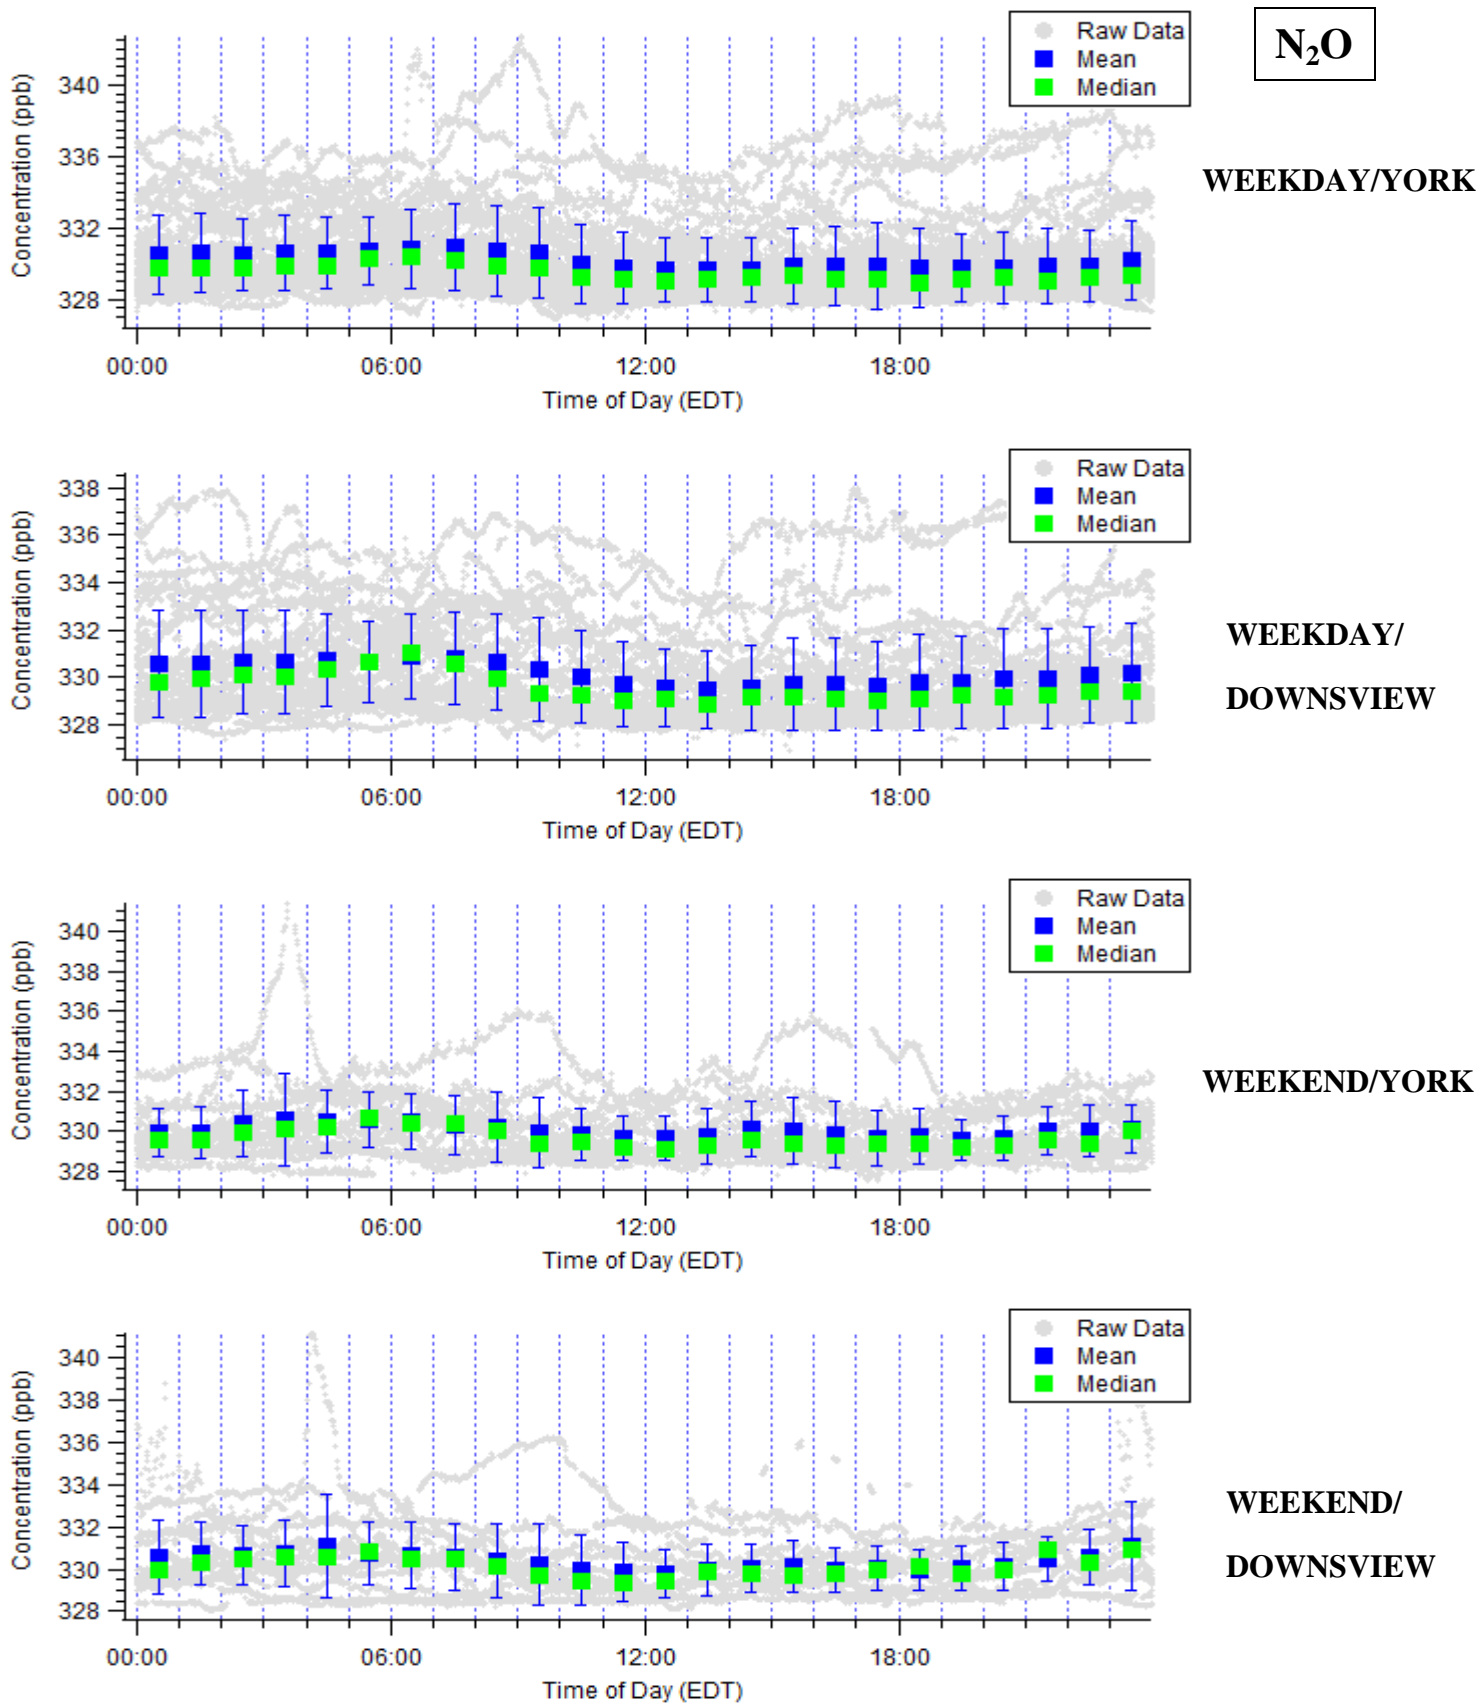 Raw Data
Mean
Median
N₂O
340
336
332
328
Concentration (ppb)
WEEKDAY/YORK
00:00 06:00 12:00 18:00
Time of Day (EDT)
Raw Data
Mean
Median
338
336
334
332
330
328
Concentration (ppb)
WEEKDAY/
DOWNSVIEW
00:00 06:00 12:00 18:00
Time of Day (EDT)
Raw Data
Mean
Median
340
338
336
334
332
330
328
Concentration (ppb)
WEEKEND/YORK
00:00 06:00 12:00 18:00
Time of Day (EDT)
Raw Data
Mean
Median
340
338
336
334
332
330
328
Concentration (ppb)
WEEKEND/
DOWNSVIEW
00:00 06:00 12:00 18:00
Time of Day (EDT)